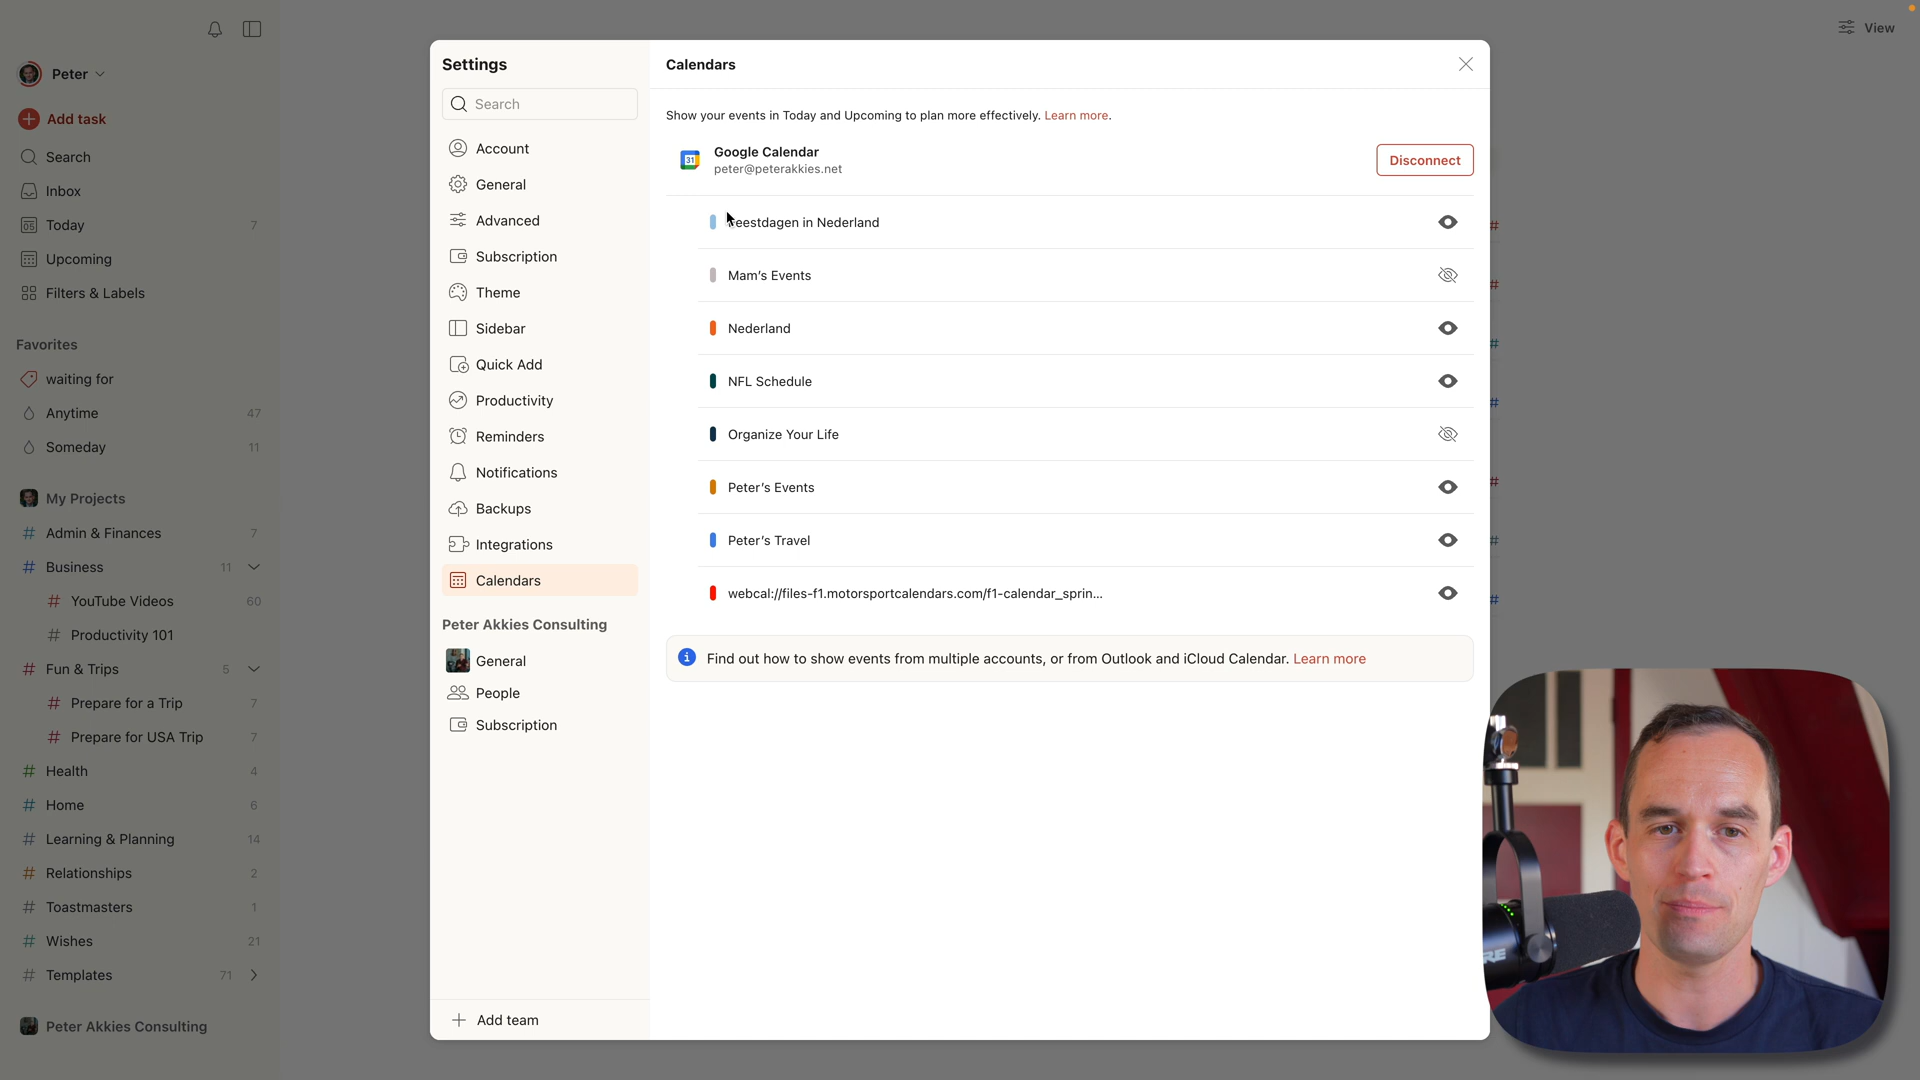 View
Peter
Add task
Search
Inbox
Today 7
Upcoming
Filters & Labels
Favorites
waiting for
Anytime 47
Someday 11
My Projects
Admin & Finances 7
Business 11
YouTube Videos 60
Productivity 101
Fun & Trips 5
Prepare for a Trip 7
Prepare for USA Trip 7
Health 4
Home 6
Learning & Planning 14
Relationships 2
Toastmasters 1
Wishes 21
Templates 71
Peter Akkies Consulting
Settings
Search
Account
General
Advanced
Subscription
Theme
Sidebar
Quick Add
Productivity
Reminders
Notifications
Backups
Integrations
Calendars
Peter Akkies Consulting
General
People
Subscription
Add team
Calendars
Show your events in Today and Upcoming to plan more effectively. Learn more.
31
Google Calendar
peter@peterakkies.net
Disconnect
Feestdagen in Nederland
Mam's Events
Nederland
NFL Schedule
Organize Your Life
Peter's Events
Peter's Travel
webcal://files-f1.motorsportcalendars.com/f1-calendar_sprin...
Find out how to show events from multiple accounts, or from Outlook and iCloud Calendar. Learn more